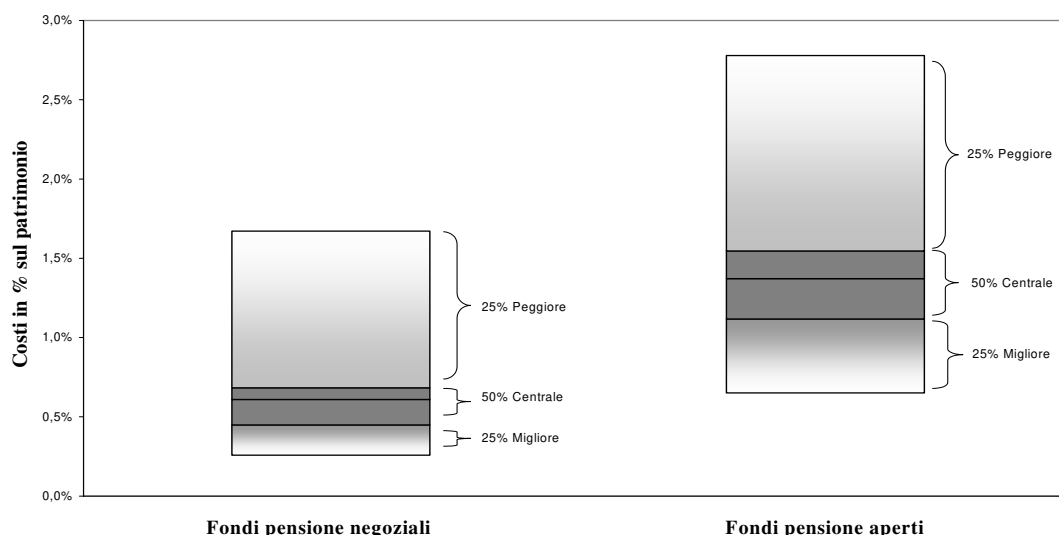 3,0%
2,5%
2,0%
1,5%
1,0%
0,5%
0,0%
Costi in % sul patrimonio
25% Peggiore
50% Centrale
25% Migliore
25% Peggiore
50% Centrale
25% Migliore
Fondi pensione negoziali
Fondi pensione aperti